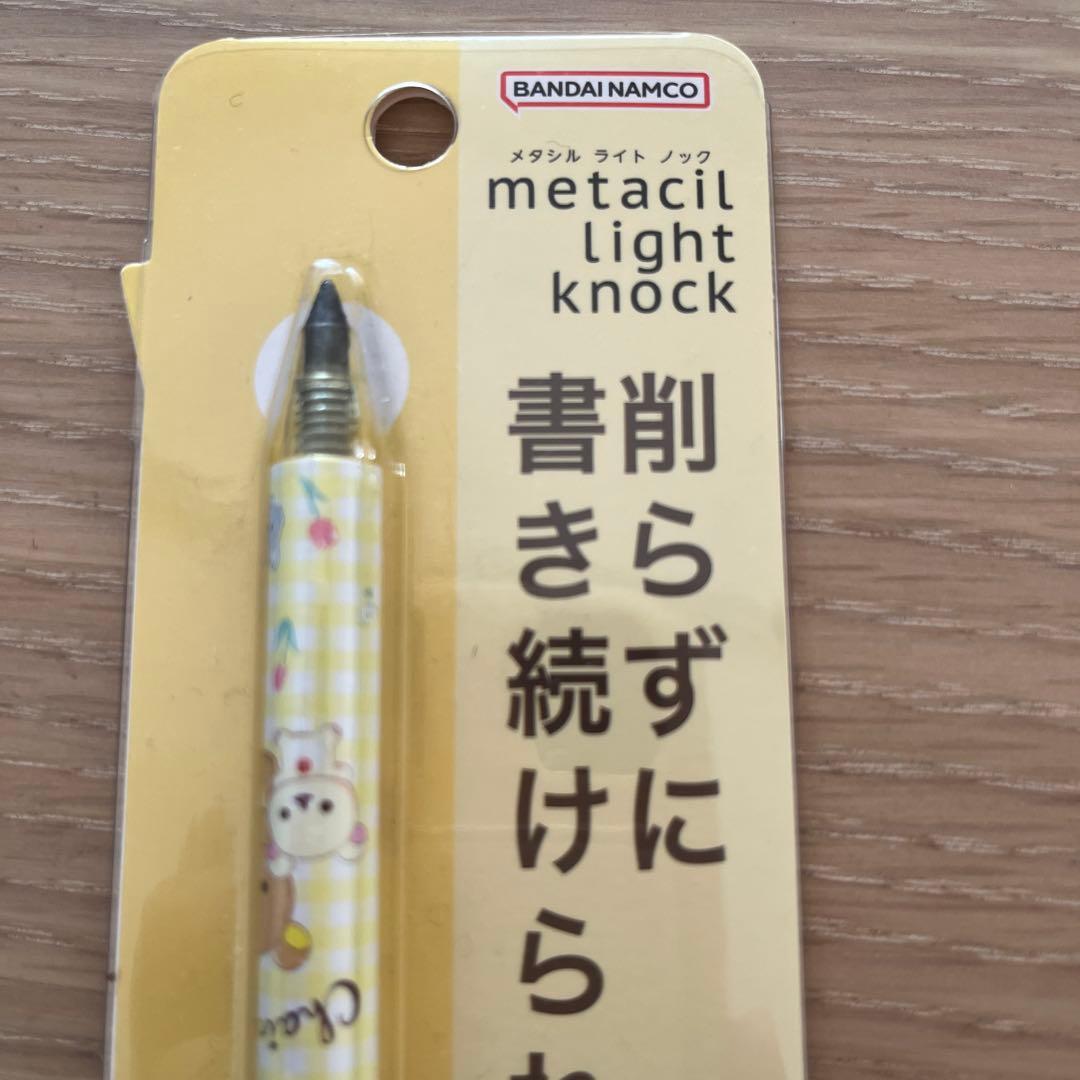 BANDAI NAMCO
メタシル ライト ノック
metacil
light
knock
削らずに
書き続けられ